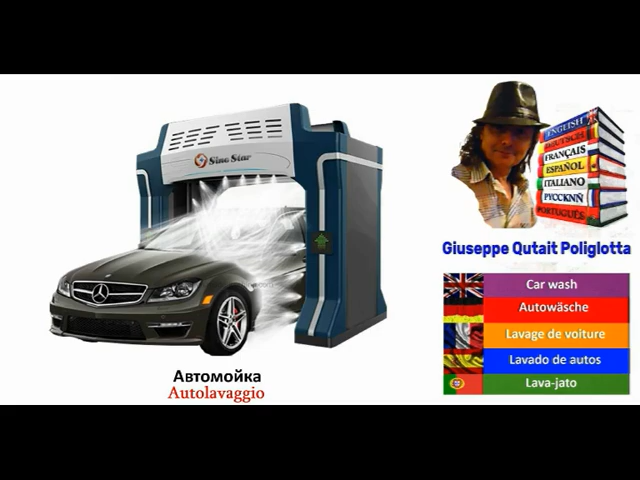 Sino Star
Автомойка
Autolavaggio
ENGLISH
DEUTSCH
FRANÇAIS
ESPAÑOL
ITALIANO
РУССКИЙ
PORTUGUÊS
Giuseppe Qutait Poliglotta
Car wash
Autowäsche
Lavage de voiture
Lavado de autos
Lava-jato